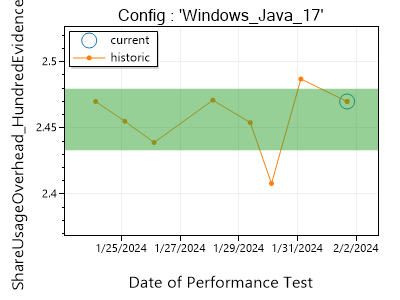 Config : 'Windows_Java_17'
current
historic
ShareUsageOverhead_HundredEvidence
2.5
2.45
2.4
1/25/2024 1/27/2024 1/29/2024 1/31/2024 2/2/2024
Date of Performance Test